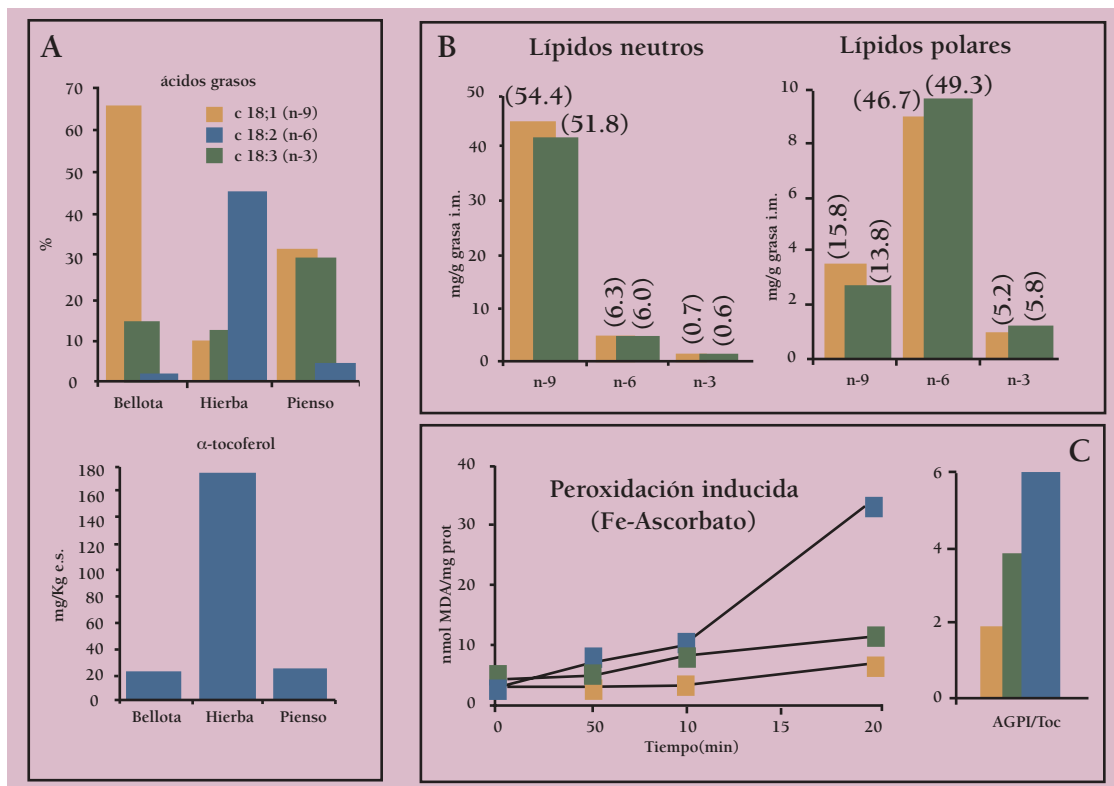 A
ácidos grasos
c 18;1 (n-9)
c 18:2 (n-6)
c 18:3 (n-3)
70
60
50
40
30
20
10
0
%
Bellota Hierba Pienso
α-tocoferol
180
160
140
120
100
180
60
40
20
0
mg/Kg e.s.
Bellota Hierba Pienso
B
Lípidos neutros
50
40
50
30
20
10
0
mg/g grasa i.m.
(54.4)
(51.8)
(6.3)
(6.0)
(0.7)
(0.6)
n-9 n-6 n-3
Lípidos polares
10
8
6
4
2
0
mg/g grasa i.m.
(15.8)
(13.8)
(46.7)
(49.3)
(5.2)
(5.8)
n-9 n-6 n-3
C
Peroxidación inducida
(Fe-Ascorbato)
40
30
20
10
0
nmol MDA/mg prot
0 50 10 15 20
Tiempo(min)
6
4
2
0
AGPI/Toc